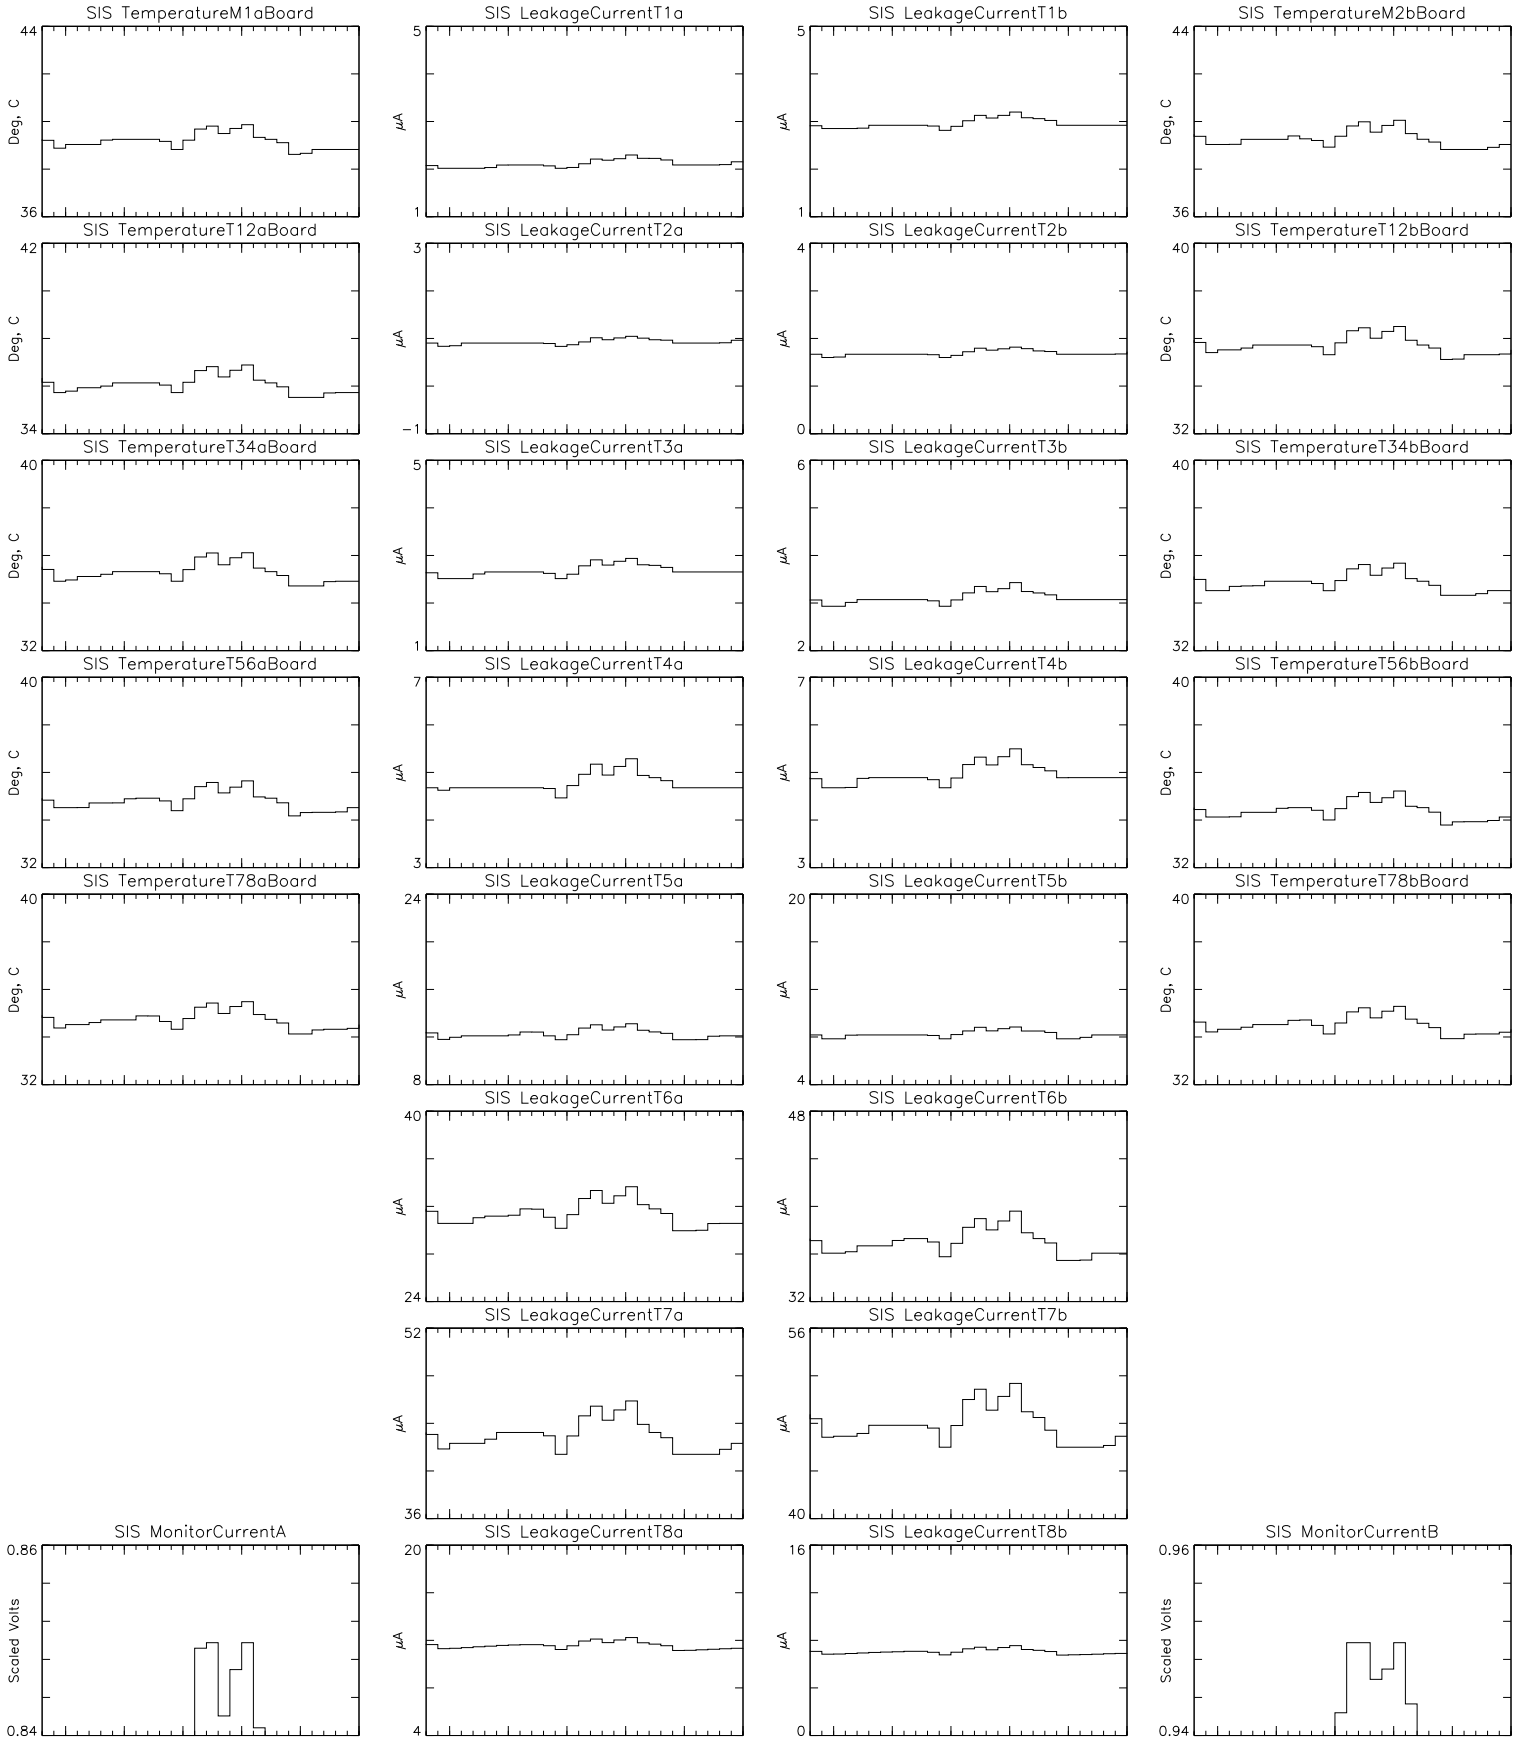 SIS TemperatureM1aBoard
SIS LeakageCurrentT1a
SIS LeakageCurrentT1b
SIS TemperatureM2bBoard
44
5
5
44
Deg, C
μA
μA
Deg, C
36
1
1
36
SIS TemperatureT12aBoard
SIS LeakageCurrentT2a
SIS LeakageCurrentT2b
SIS TemperatureT12bBoard
42
3
4
40
Deg, C
μA
μA
Deg, C
34
-1
0
32
SIS TemperatureT34aBoard
SIS LeakageCurrentT3a
SIS LeakageCurrentT3b
SIS TemperatureT34bBoard
40
5
6
40
Deg, C
μA
μA
Deg, C
32
1
2
32
SIS TemperatureT56aBoard
SIS LeakageCurrentT4a
SIS LeakageCurrentT4b
SIS TemperatureT56bBoard
40
7
7
40
Deg, C
μA
μA
Deg, C
32
3
3
32
SIS TemperatureT78aBoard
SIS LeakageCurrentT5a
SIS LeakageCurrentT5b
SIS TemperatureT78bBoard
40
24
20
40
Deg, C
μA
μA
Deg, C
32
8
4
32
SIS LeakageCurrentT6a
SIS LeakageCurrentT6b
40
48
μA
μA
24
32
SIS LeakageCurrentT7a
SIS LeakageCurrentT7b
52
56
μA
μA
36
40
SIS MonitorCurrentA
SIS LeakageCurrentT8a
SIS LeakageCurrentT8b
SIS MonitorCurrentB
0.86
20
16
0.96
Scaled Volts
μA
μA
Scaled Volts
0.84
4
0
0.94